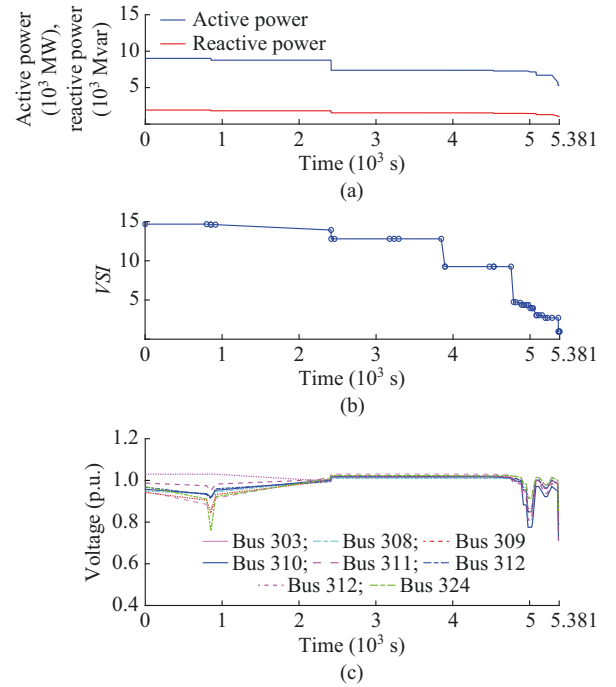 Active power
(10³ MW),
reactive power
(10³ Mvar)
15
10
5
Active power
Reactive power
0 1 2 3 4 5 5.381
Time (10³ s)
(a)
VSI
15
10
5
0 1 2 3 4 5 5.381
Time (10³ s)
(b)
Voltage (p.u.)
1.2
1.0
0.8
0.6
0.4
Bus 303; Bus 308; Bus 309
Bus 310; Bus 311; Bus 312
Bus 312; Bus 324
0 1 2 3 4 5 5.381
Time (10³ s)
(c)